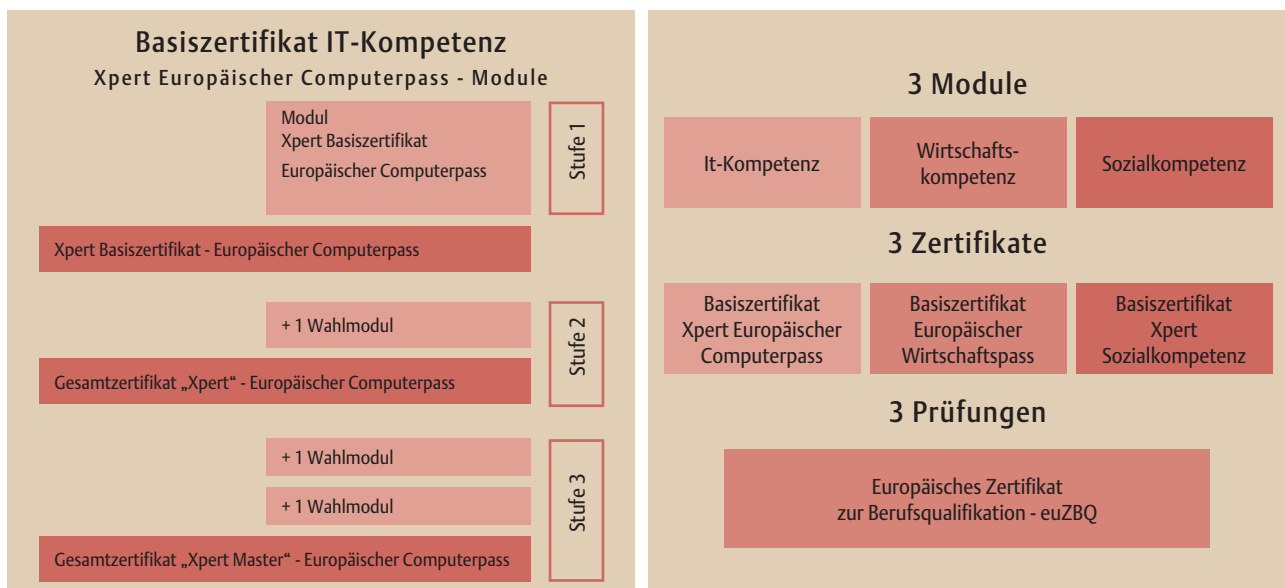 Basiszertifikat IT-Kompetenz
Xpert Europäischer Computerpass - Module
Modul
Xpert Basiszertifikat
Europäischer Computerpass
Stufe 1
Xpert Basiszertifikat - Europäischer Computerpass
+ 1 Wahlmodul
Stufe 2
Gesamtzertifikat „Xpert“ - Europäischer Computerpass
+ 1 Wahlmodul
+ 1 Wahlmodul
Stufe 3
Gesamtzertifikat „Xpert Master“ - Europäischer Computerpass
3 Module
It-Kompetenz
Wirtschafts-
kompetenz
Sozialkompetenz
3 Zertifikate
Basiszertifikat
Xpert Europäischer
Computerpass
Basiszertifikat
Europäischer
Wirtschaftspass
Basiszertifikat
Xpert
Sozialkompetenz
3 Prüfungen
Europäisches Zertifikat
zur Berufsqualifikation - euZBQ